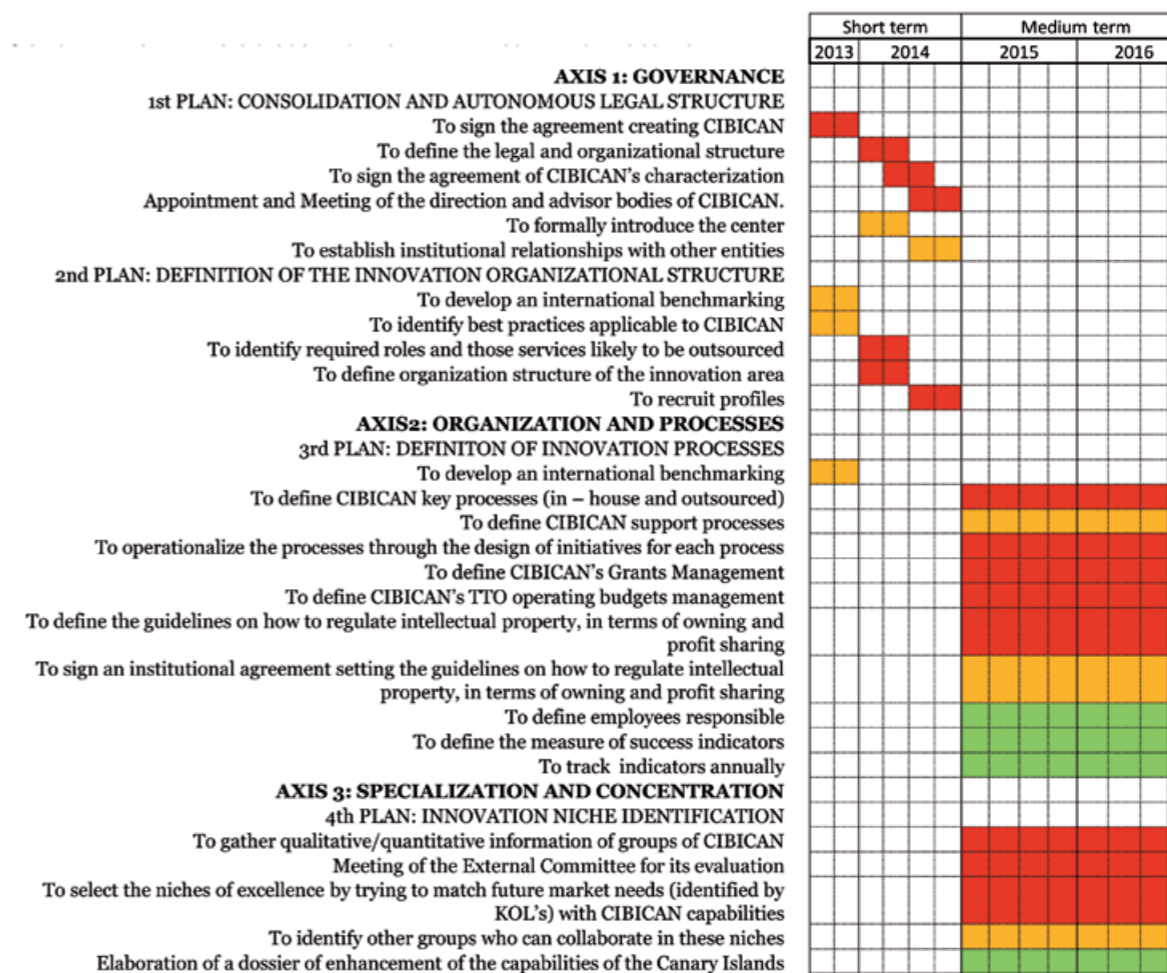 Short term Medium term
2013 2014 2015 2016
AXIS 1: GOVERNANCE
1st PLAN: CONSOLIDATION AND AUTONOMOUS LEGAL STRUCTURE
To sign the agreement creating CIBICAN
To define the legal and organizational structure
To sign the agreement of CIBICAN's characterization
Appointment and Meeting of the direction and advisor bodies of CIBICAN.
To formally introduce the center
To establish institutional relationships with other entities
2nd PLAN: DEFINITION OF THE INNOVATION ORGANIZATIONAL STRUCTURE
To develop an international benchmarking
To identify best practices applicable to CIBICAN
To identify required roles and those services likely to be outsourced
To define organization structure of the innovation area
To recruit profiles
AXIS2: ORGANIZATION AND PROCESSES
3rd PLAN: DEFINITON OF INNOVATION PROCESSES
To develop an international benchmarking
To define CIBICAN key processes (in – house and outsourced)
To define CIBICAN support processes
To operationalize the processes through the design of initiatives for each process
To define CIBICAN's Grants Management
To define CIBICAN's TTO operating budgets management
To define the guidelines on how to regulate intellectual property, in terms of owning and
profit sharing
To sign an institutional agreement setting the guidelines on how to regulate intellectual
property, in terms of owning and profit sharing
To define employees responsible
To define the measure of success indicators
To track indicators annually
AXIS 3: SPECIALIZATION AND CONCENTRATION
4th PLAN: INNOVATION NICHE IDENTIFICATION
To gather qualitative/quantitative information of groups of CIBICAN
Meeting of the External Committee for its evaluation
To select the niches of excellence by trying to match future market needs (identified by
KOL's) with CIBICAN capabilities
To identify other groups who can collaborate in these niches
Elaboration of a dossier of enhancement of the capabilities of the Canary Islands